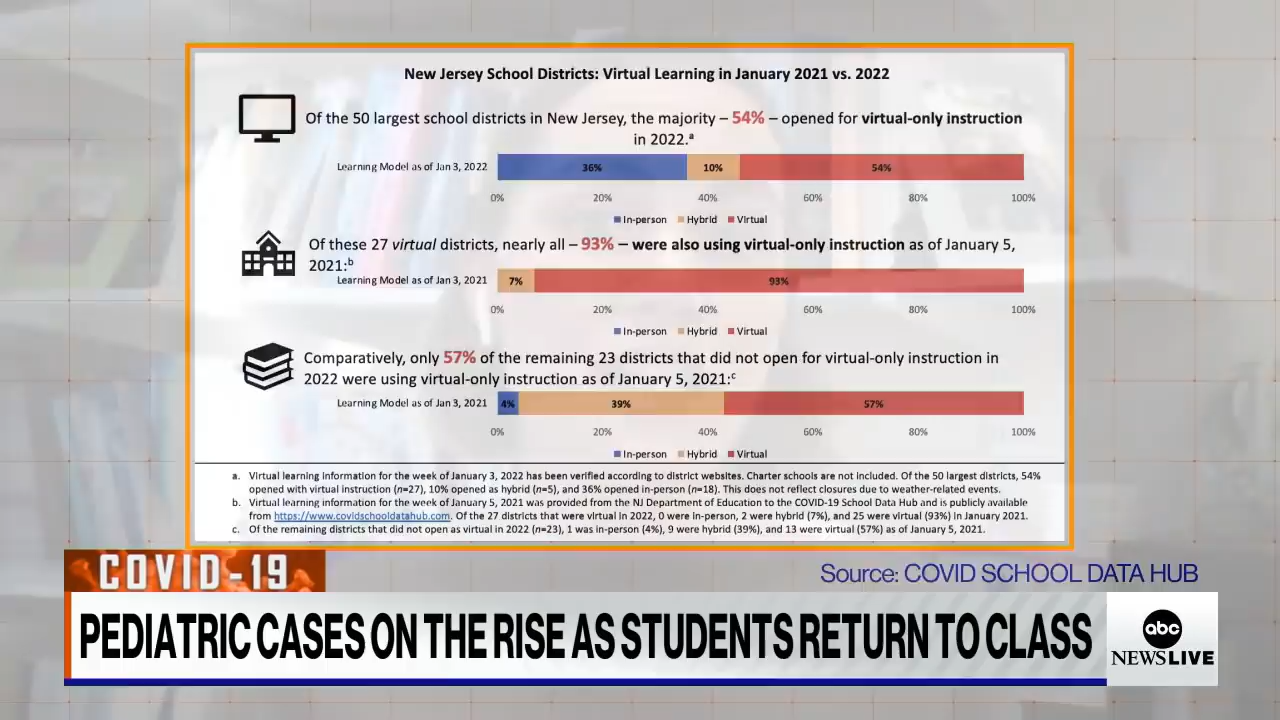 New Jersey School Districts: Virtual Learning in January 2021 vs. 2022
Of the 50 largest school districts in New Jersey, the majority – 54% – opened for virtual-only instruction
in 2022.ª
Learning Model as of Jan 3, 2022
36% 10% 54%
0% 20% 40% 60% 80% 100%
In-person Hybrid Virtual
Of these 27 virtual districts, nearly all – 93% – were also using virtual-only instruction as of January 5,
2021:ᵇ
Learning Model as of Jan 3, 2021
7% 93%
0% 20% 40% 60% 80% 100%
In-person Hybrid Virtual
Comparatively, only 57% of the remaining 23 districts that did not open for virtual-only instruction in
2022 were using virtual-only instruction as of January 5, 2021:ᶜ
Learning Model as of Jan 3, 2021
4% 39% 57%
0% 20% 40% 60% 80% 100%
In-person Hybrid Virtual
a. Virtual learning information for the week of January 3, 2022 has been verified according to district websites. Charter schools are not included. Of the 50 largest districts, 54%
opened with virtual instruction (n=27), 10% opened as hybrid (n=5), and 36% opened in-person (n=18). This does not reflect closures due to weather-related events.
b. Virtual learning information for the week of January 5, 2021 was provided from the NJ Department of Education to the COVID-19 School Data Hub and is publicly available
from https://www.covidschooldatahub.com. Of the 27 districts that were virtual in 2022, 0 were in-person, 2 were hybrid (7%), and 25 were virtual (93%) in January 2021.
c. Of the remaining districts that did not open as virtual in 2022 (n=23), 1 was in-person (4%), 9 were hybrid (39%), and 13 were virtual (57%) as of January 5, 2021.
COVID-19
Source: COVID SCHOOL DATA HUB
PEDIATRIC CASES ON THE RISE AS STUDENTS RETURN TO CLASS
abc
NEWSLIVE